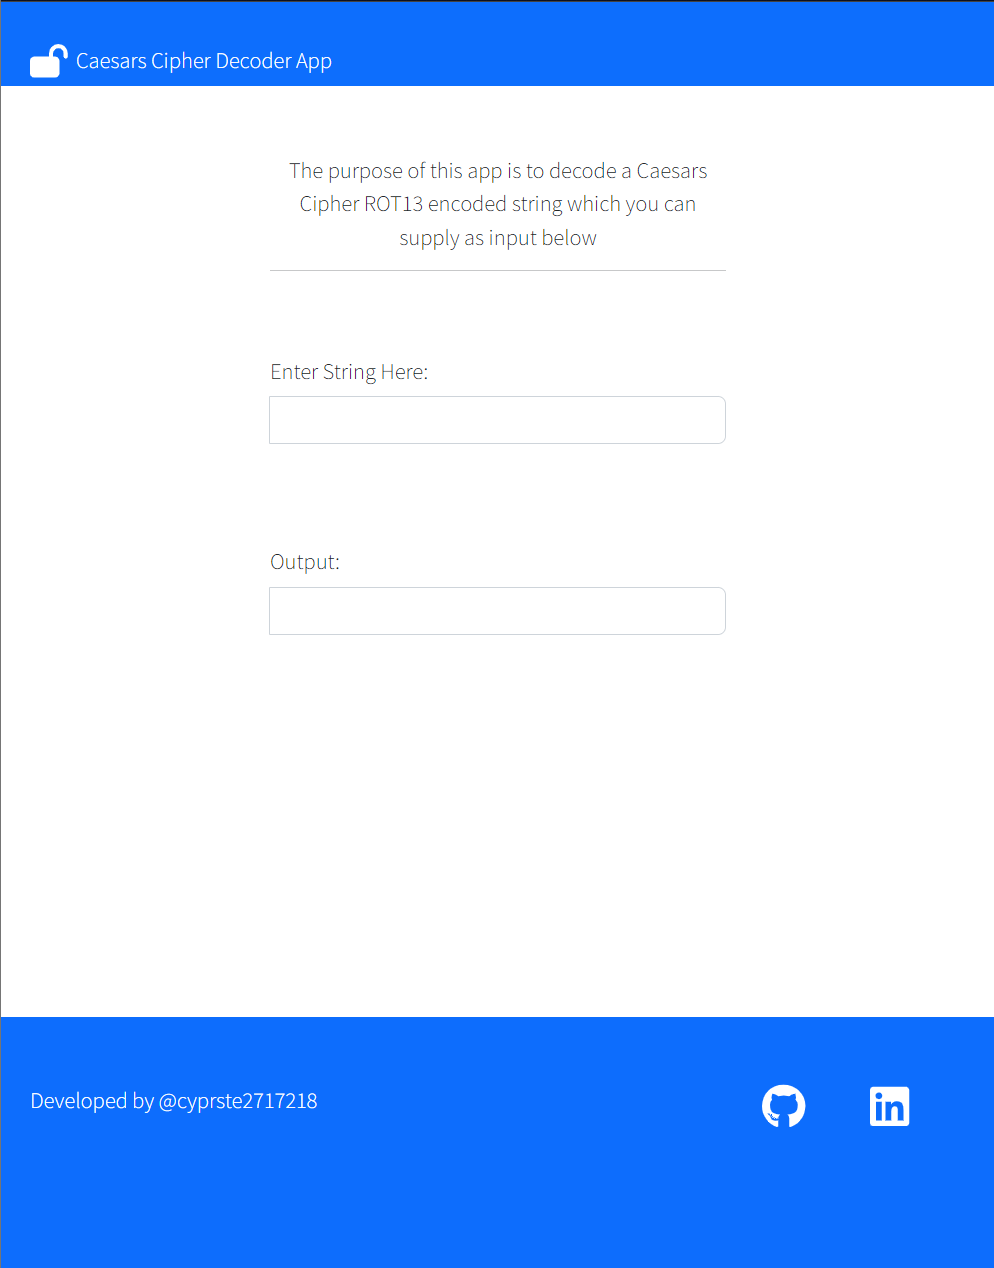 Caesars Cipher Decoder App
The purpose of this app is to decode a Caesars
Cipher ROT13 encoded string which you can
supply as input below
Enter String Here:
Output:
Developed by @cyprste2717218
in